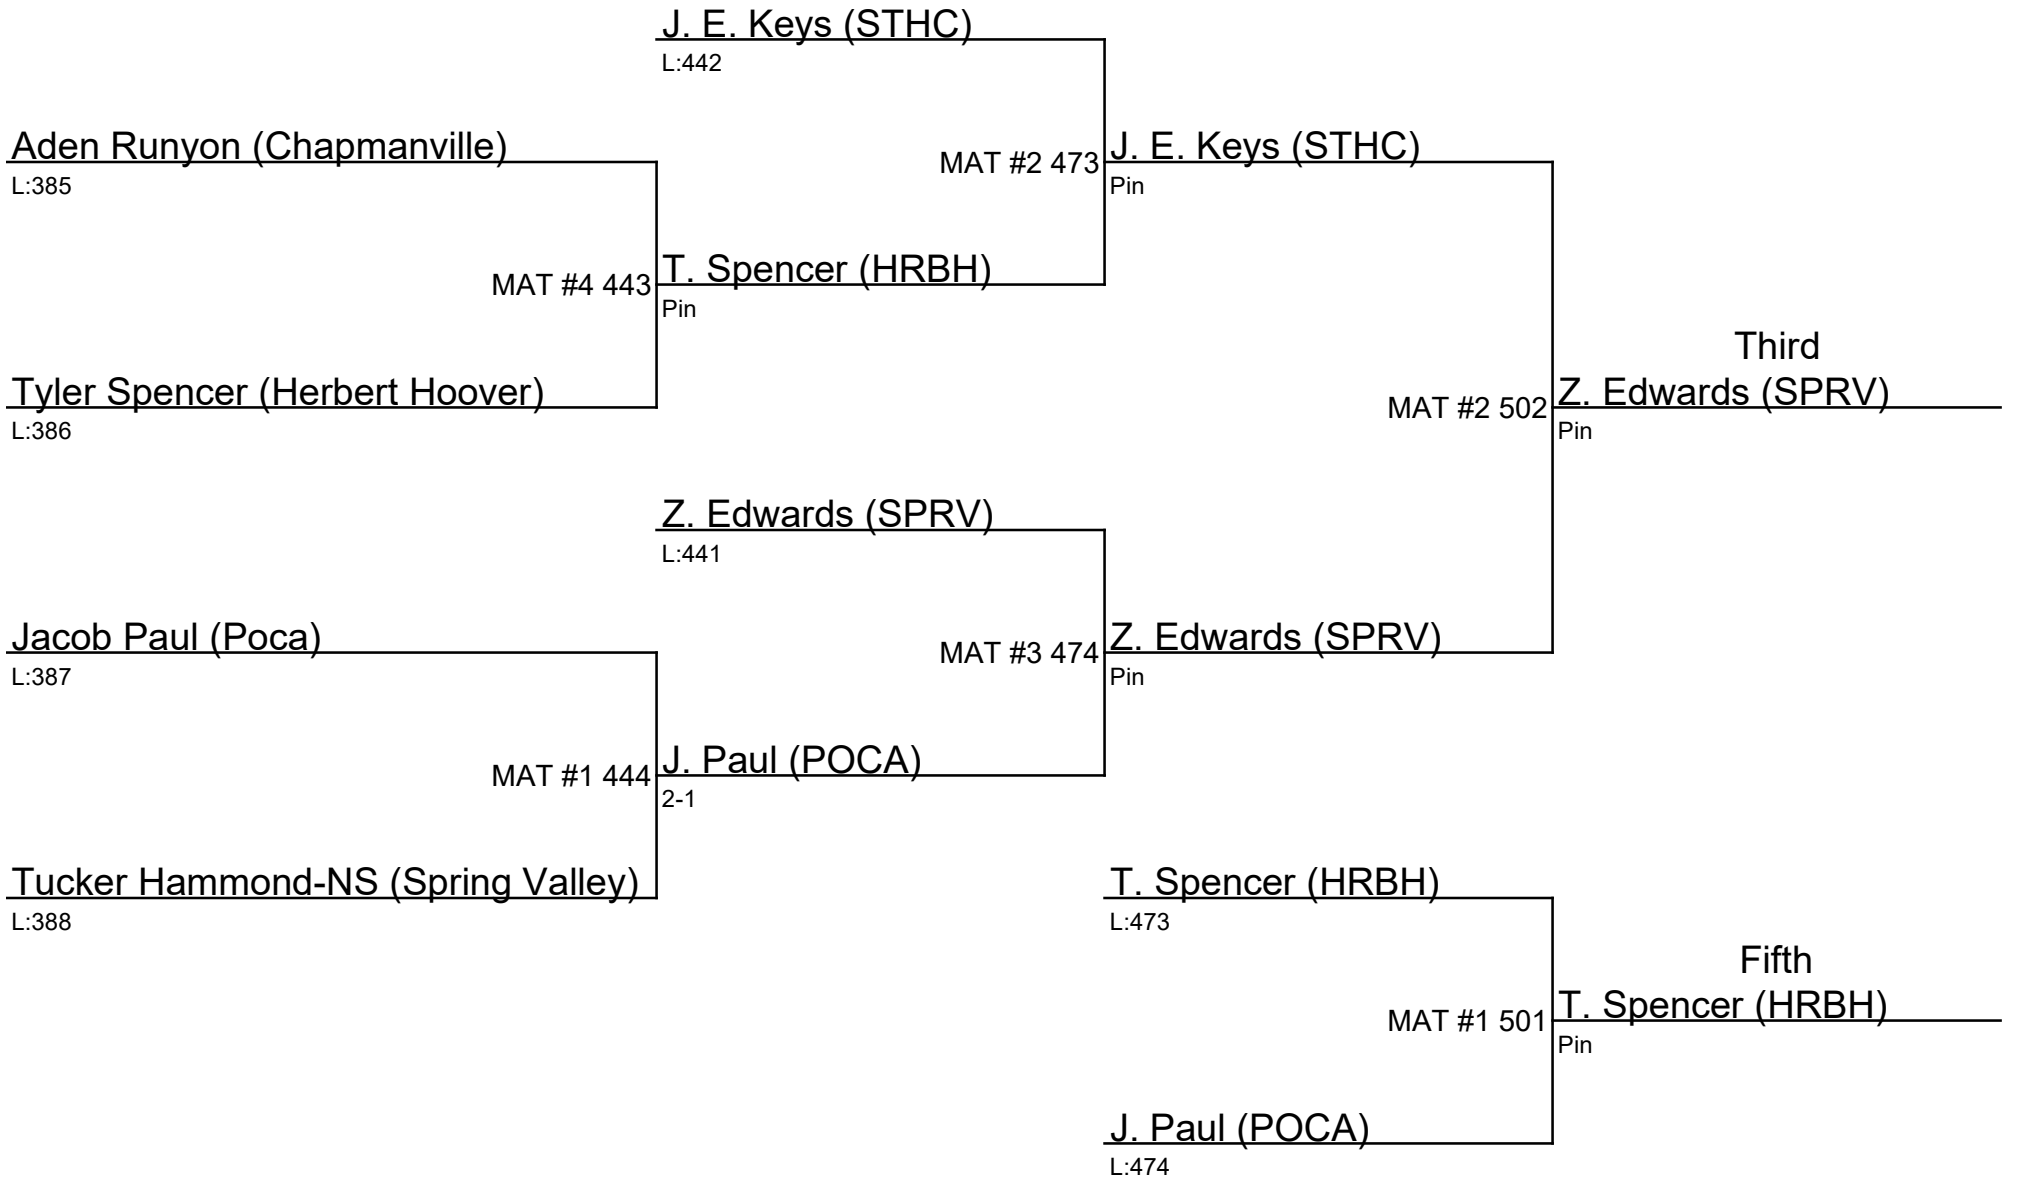 J. E. Keys (STHC)
L:442
Aden Runyon (Chapmanville)
L:385
MAT #2 473
J. E. Keys (STHC)
Pin
MAT #4 443
T. Spencer (HRBH)
Pin
Tyler Spencer (Herbert Hoover)
L:386
Third
MAT #2 502
Z. Edwards (SPRV)
Pin
Z. Edwards (SPRV)
L:441
Jacob Paul (Poca)
L:387
MAT #3 474
Z. Edwards (SPRV)
Pin
MAT #1 444
J. Paul (POCA)
2-1
Tucker Hammond-NS (Spring Valley)
L:388
T. Spencer (HRBH)
L:473
Fifth
MAT #1 501
T. Spencer (HRBH)
Pin
J. Paul (POCA)
L:474